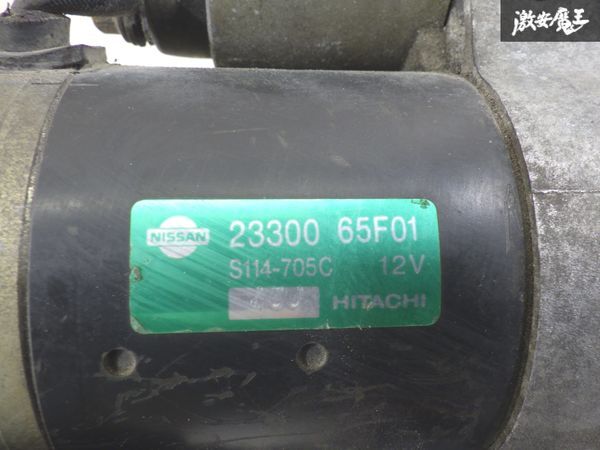 激安魔王
NISSAN 23300 65F01
S114-705C 12V
HITACHI